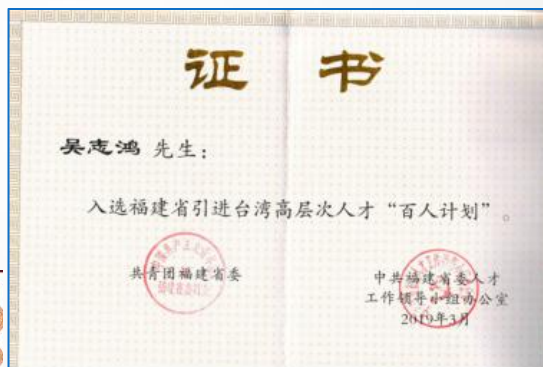 证 书
吴志鸿 先生：
入选福建省引进台湾高层次人才“百人计划”。
共青团福建省委
中共福建省委人才
工作领导小组办公室
2019年3月